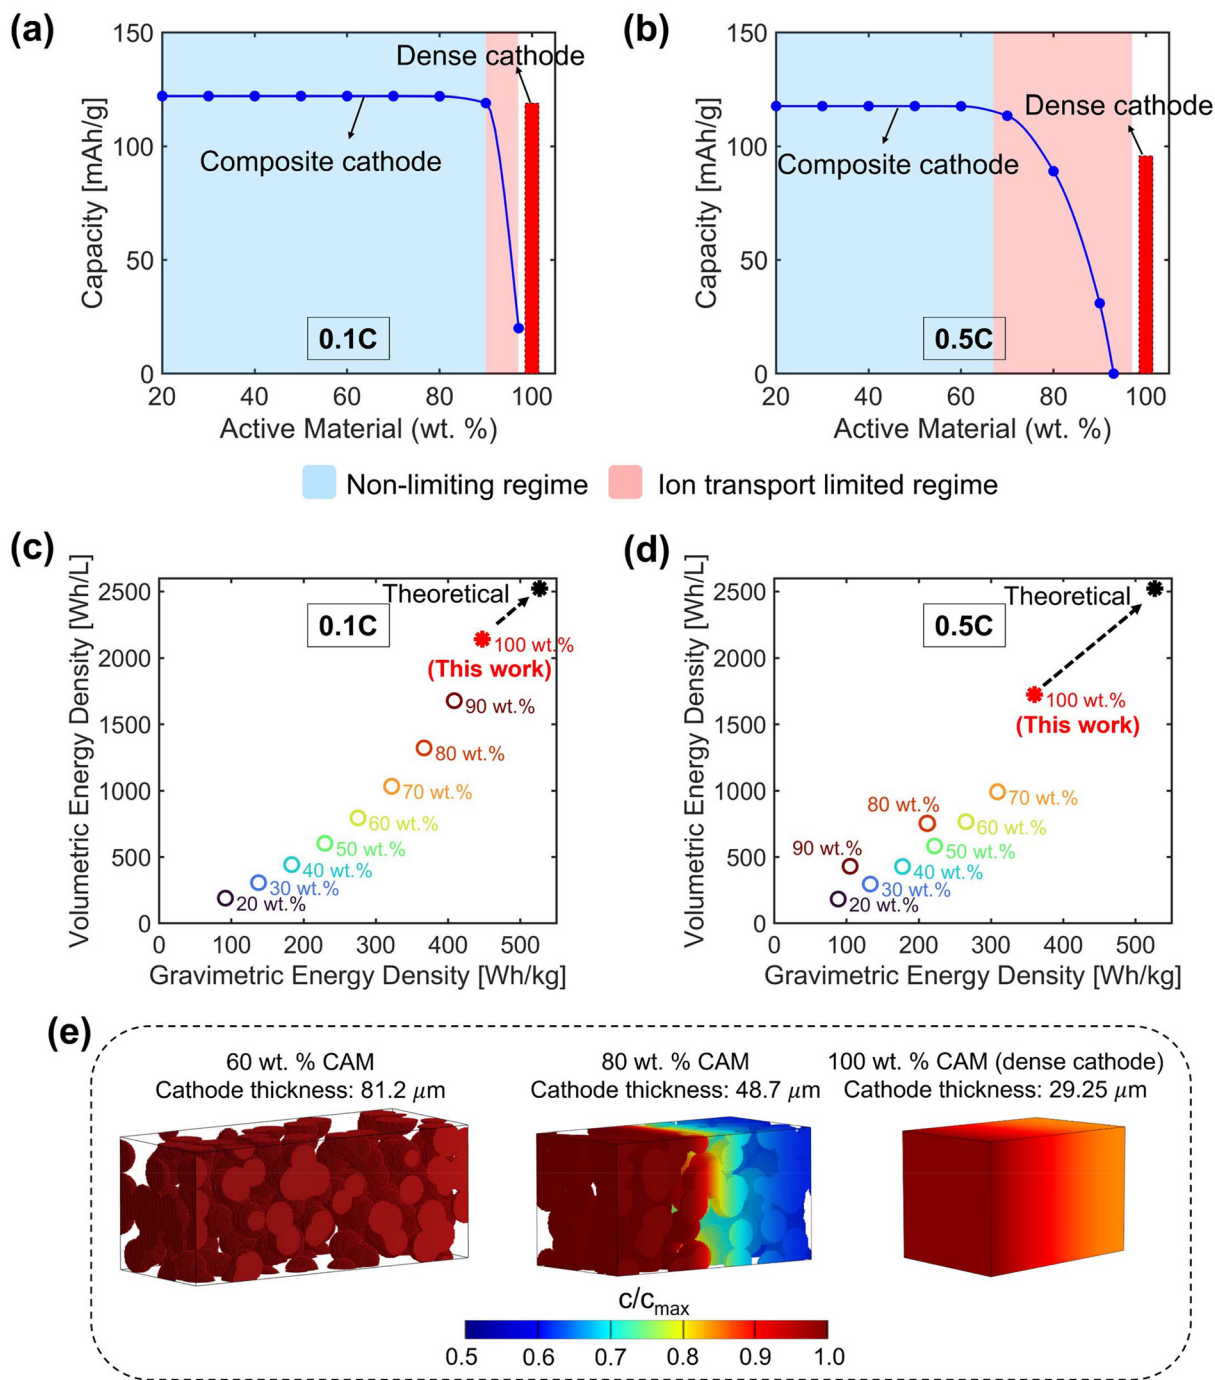 (a)
150
100
50
0
Capacity [mAh/g]
Dense cathode
Composite cathode
0.1C
20 40 60 80 100
Active Material (wt. %)
(b)
150
100
50
0
Capacity [mAh/g]
Dense cathode
Composite cathode
0.5C
20 40 60 80 100
Active Material (wt. %)
Non-limiting regime
Ion transport limited regime
(c)
Volumetric Energy Density [Wh/L]
2500
2000
1500
1000
500
0
Theoretical
0.1C
100 wt.%
(This work)
90 wt.%
80 wt.%
70 wt.%
60 wt.%
50 wt.%
40 wt.%
30 wt.%
20 wt.%
0 100 200 300 400 500
Gravimetric Energy Density [Wh/kg]
(d)
Volumetric Energy Density [Wh/L]
2500
2000
1500
1000
500
0
Theoretical
0.5C
100 wt.%
(This work)
70 wt.%
80 wt.%
60 wt.%
50 wt.%
90 wt.%
40 wt.%
30 wt.%
20 wt.%
0 100 200 300 400 500
Gravimetric Energy Density [Wh/kg]
(e)
60 wt. % CAM
Cathode thickness: 81.2 μm
80 wt. % CAM
Cathode thickness: 48.7 μm
100 wt. % CAM (dense cathode)
Cathode thickness: 29.25 μm
c/cmax
0.5 0.6 0.7 0.8 0.9 1.0